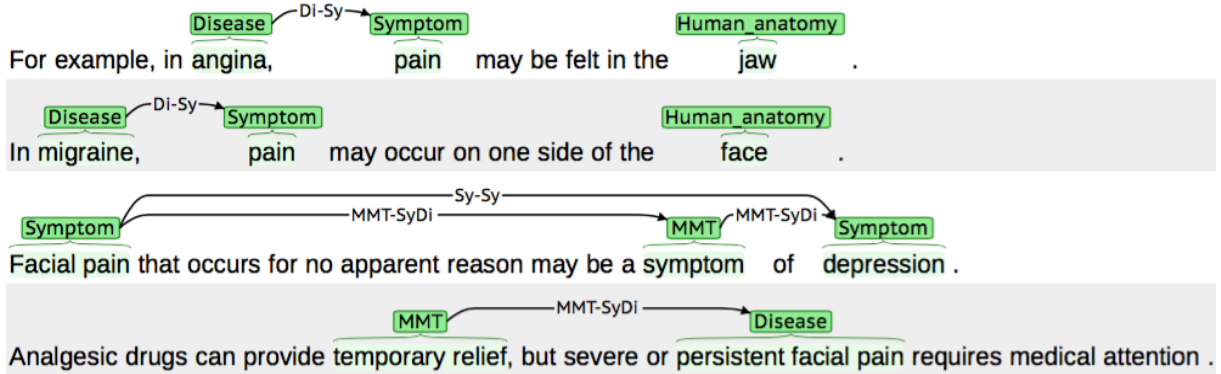 Disease Di-Sy Symptom Human_anatomy
For example, in angina, pain may be felt in the jaw .
Disease Di-Sy Symptom Human_anatomy
In migraine, pain may occur on one side of the face .
Sy-Sy
MMT-SyDi MMT-SyDi
Symptom MMT Symptom
Facial pain that occurs for no apparent reason may be a symptom of depression .
MMT-SyDi
MMT Disease
Analgesic drugs can provide temporary relief, but severe or persistent facial pain requires medical attention .